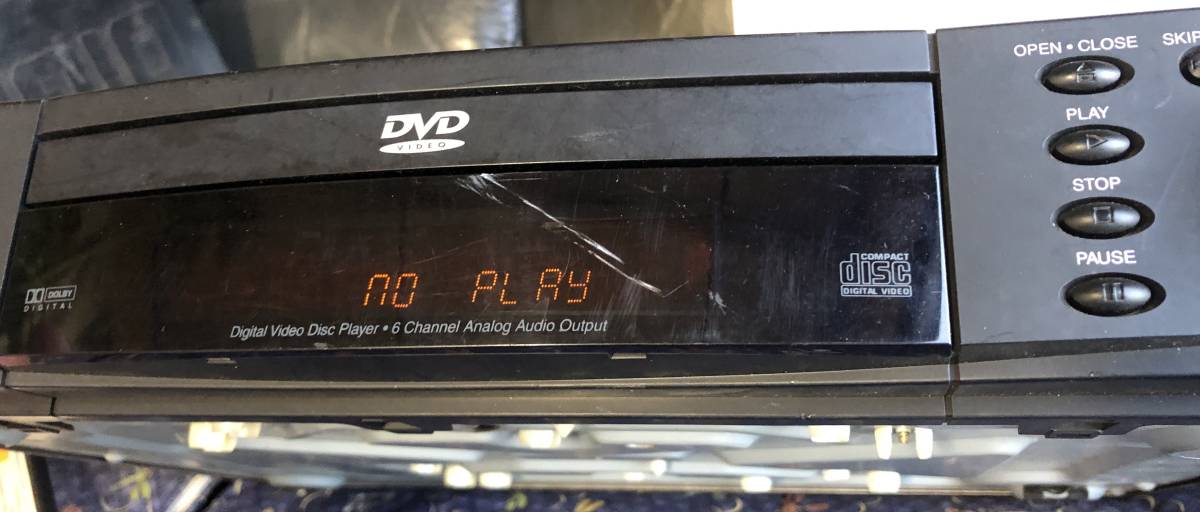 OPEN • CLOSE
SKIP
DVD
VIDEO
PLAY
STOP
PAUSE
COMPACT
disc
DIGITAL VIDEO
DOLBY
DIGITAL
NO PLAY
Digital Video Disc Player • 6 Channel Analog Audio Output